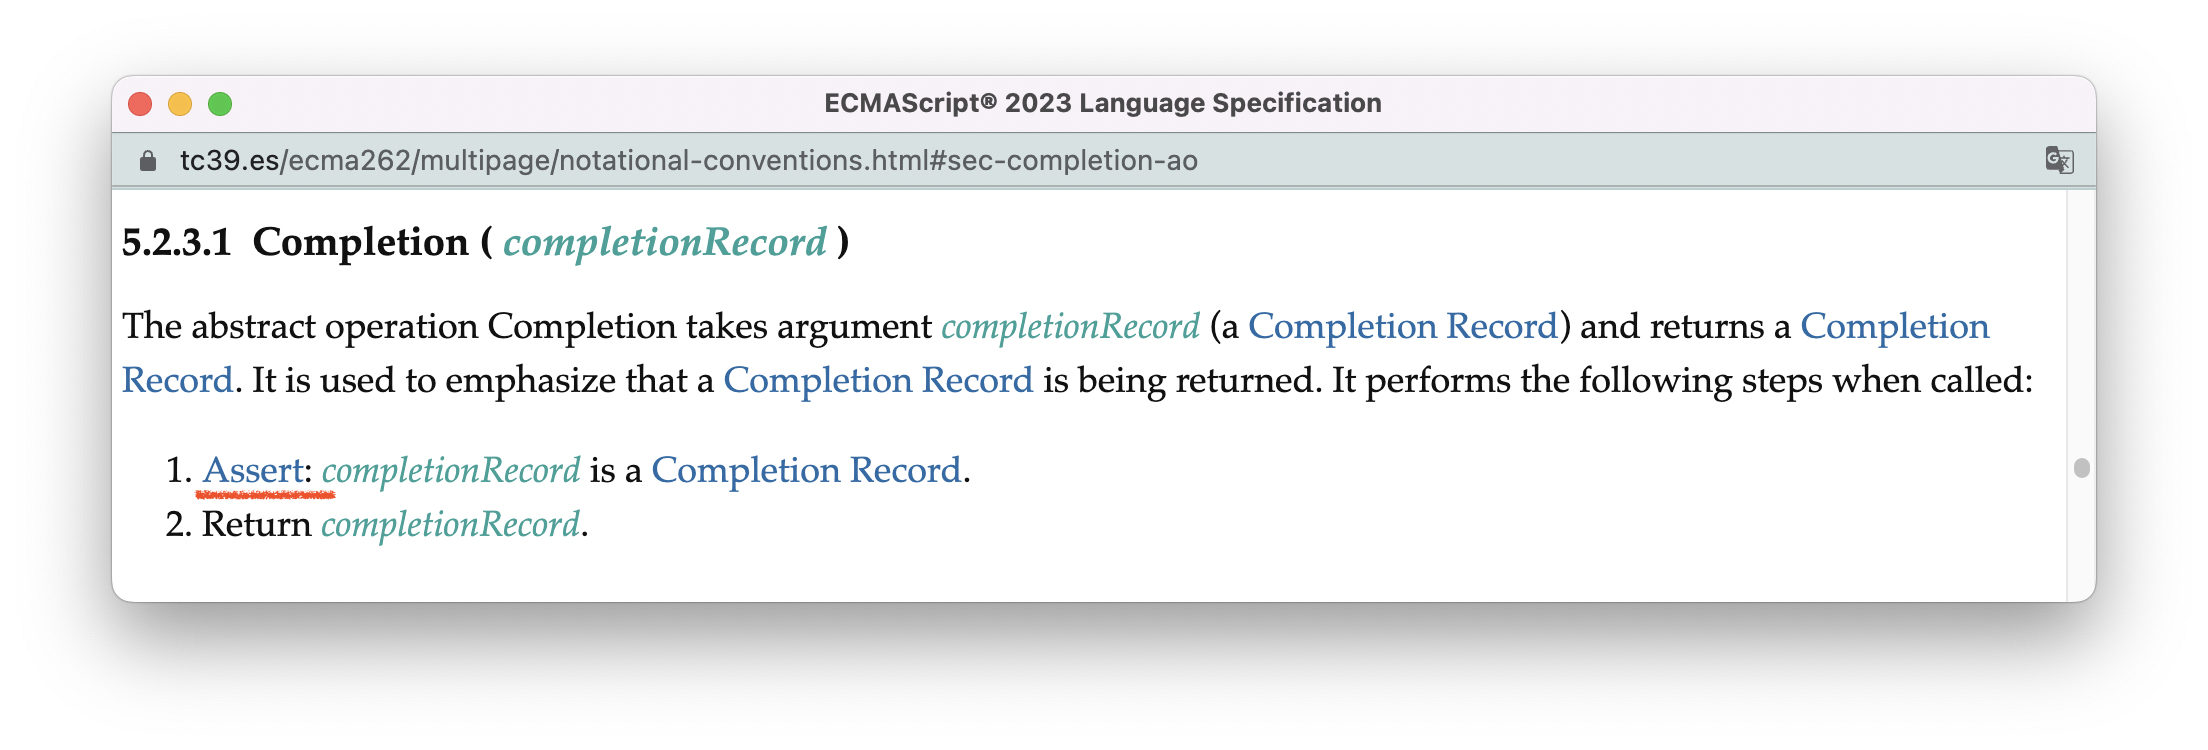 ECMAScript® 2023 Language Specification
tc39.es/ecma262/multipage/notational-conventions.html#sec-completion-ao
5.2.3.1 Completion ( completionRecord )
The abstract operation Completion takes argument completionRecord (a Completion Record) and returns a Completion
Record. It is used to emphasize that a Completion Record is being returned. It performs the following steps when called:
1. Assert: completionRecord is a Completion Record.
2. Return completionRecord.